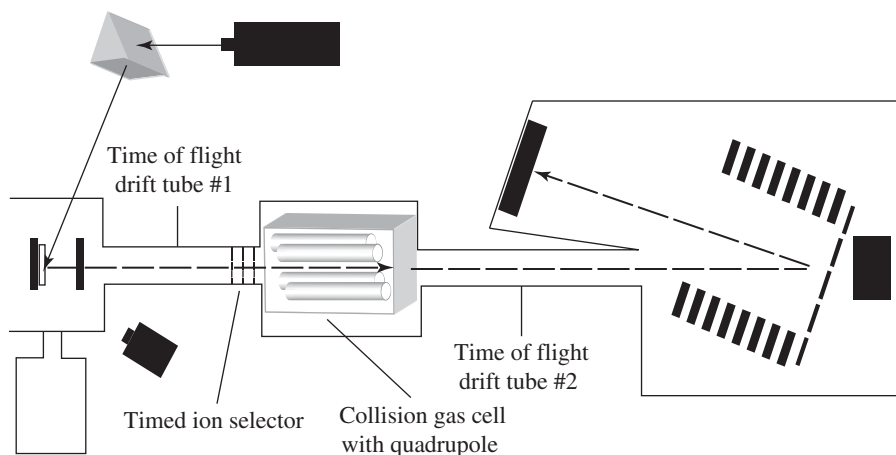 Time of flight
drift tube #1
Time of flight
drift tube #2
Timed ion selector
Collision gas cell
with quadrupole